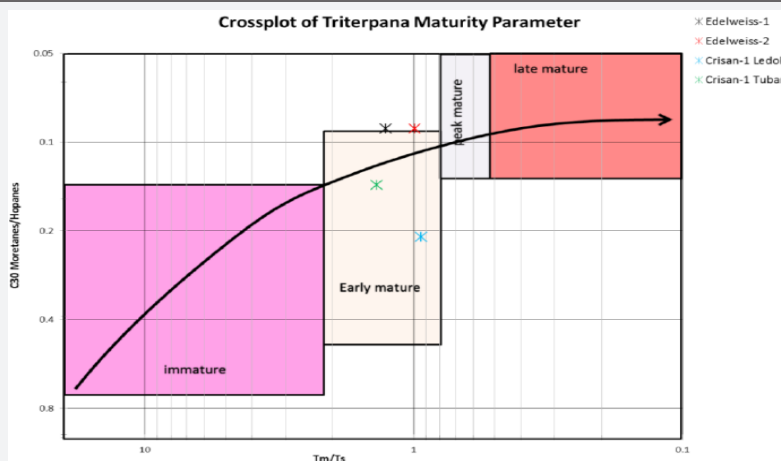 Crossplot of Triterpana Maturity Parameter
Edelweiss-1
Edelweiss-2
Crisan-1 Ledok
Crisan-1 Tuban
0.05
0.1
0.2
0.4
0.8
C30 Moretanes/Hopanes
late mature
peak mature
Early mature
immature
10
1
0.1
Tm/Ts